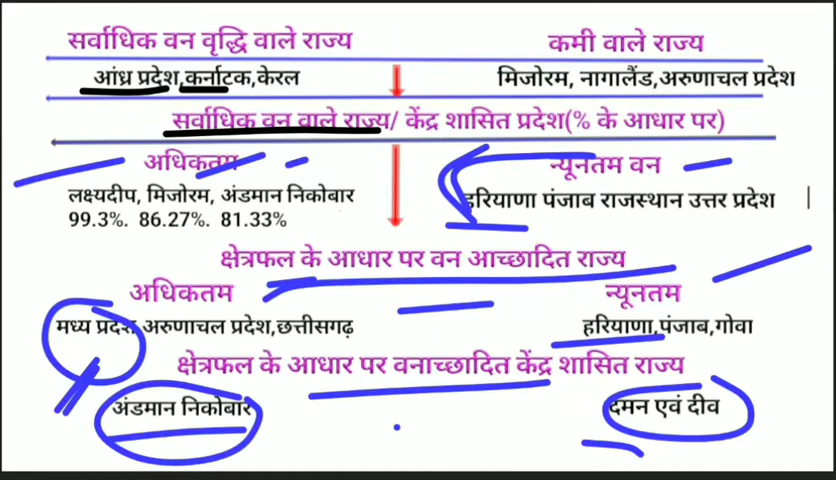 सर्वाधिक वन वृद्धि वाले राज्य
कमी वाले राज्य
आंध्र प्रदेश,कर्नाटक,केरल
मिजोरम, नागालैंड,अरुणाचल प्रदेश
सर्वाधिक वन वाले राज्य/ केंद्र शासित प्रदेश(% के आधार पर)
अधिकतम
न्यूनतम वन
लक्ष्यदीप, मिजोरम, अंडमान निकोबार
हरियाणा पंजाब राजस्थान उत्तर प्रदेश
99.3%. 86.27%. 81.33%
क्षेत्रफल के आधार पर वन आच्छादित राज्य
अधिकतम
न्यूनतम
मध्य प्रदेश अरुणाचल प्रदेश,छत्तीसगढ़
हरियाणा,पंजाब,गोवा
क्षेत्रफल के आधार पर वनाच्छादित केंद्र शासित राज्य
अंडमान निकोबार
दमन एवं दीव